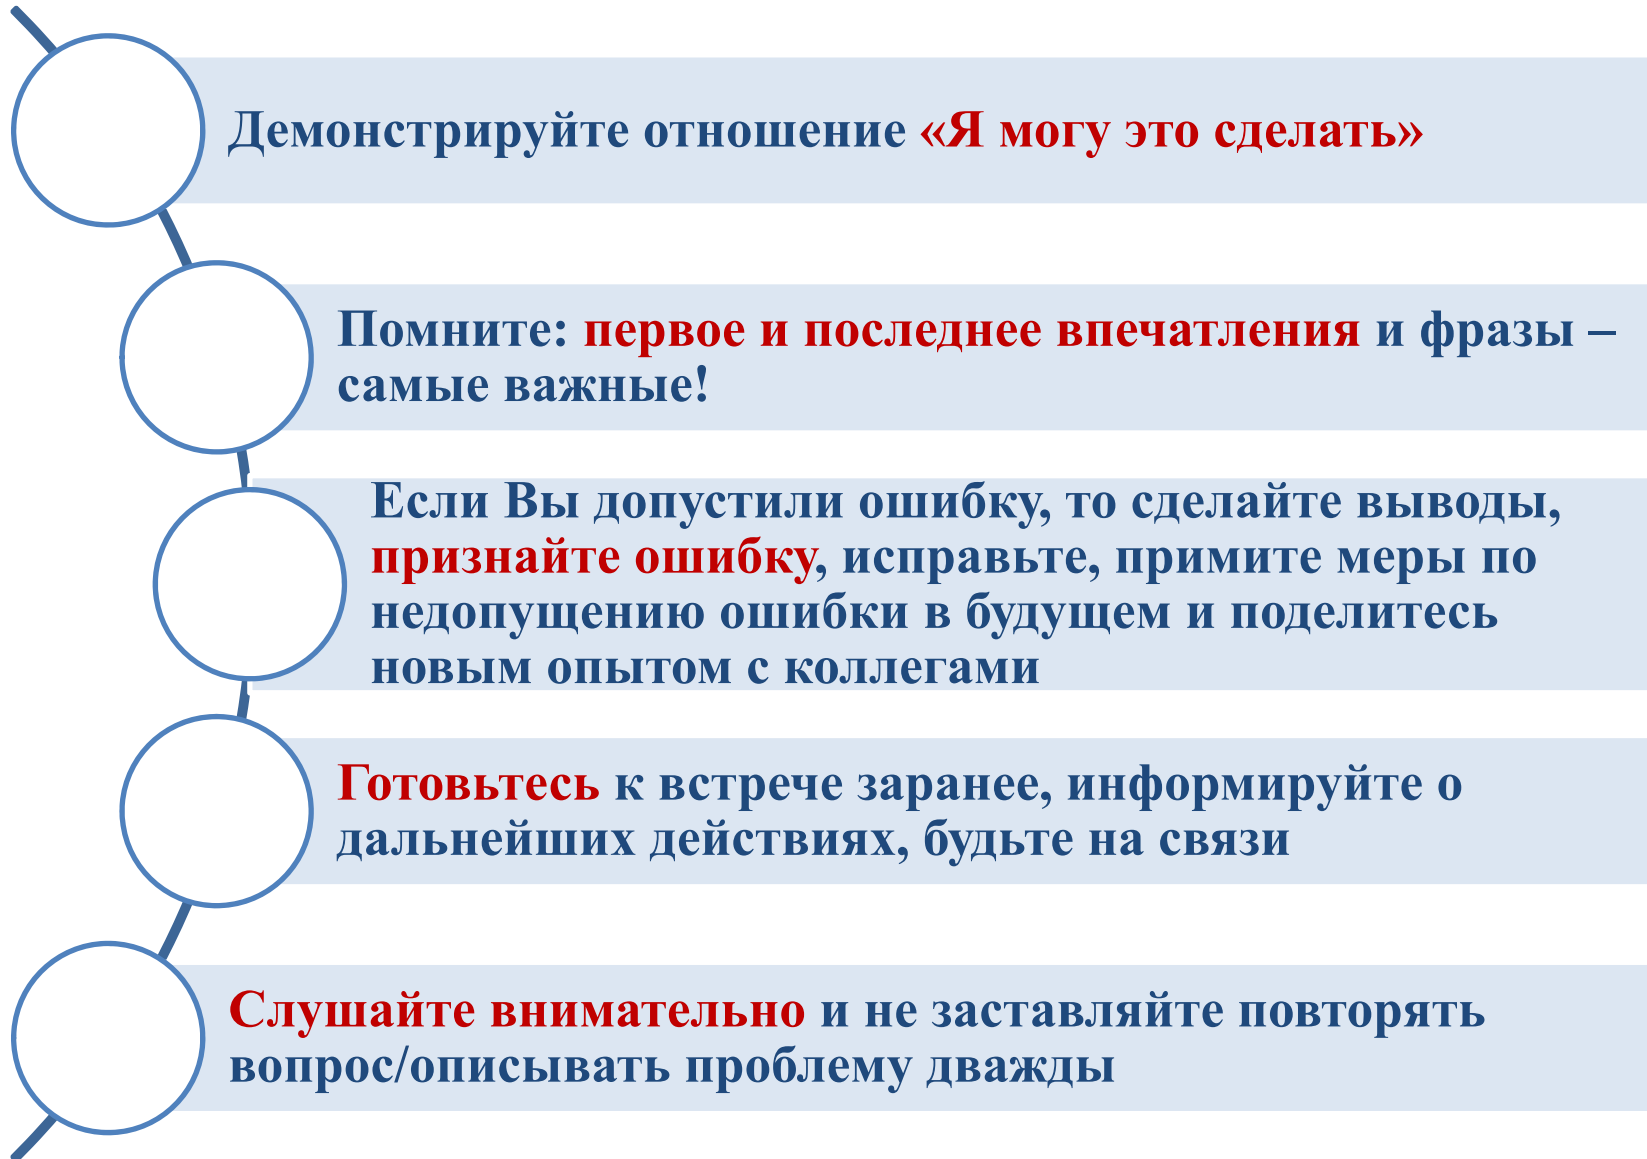 Демонстрируйте отношение «Я могу это сделать»
Помните: первое и последнее впечатления и фразы –
самые важные!
Если Вы допустили ошибку, то сделайте выводы,
признайте ошибку, исправьте, примите меры по
недопущению ошибки в будущем и поделитесь
новым опытом с коллегами
Готовьтесь к встрече заранее, информируйте о
дальнейших действиях, будьте на связи
Слушайте внимательно и не заставляйте повторять
вопрос/описывать проблему дважды